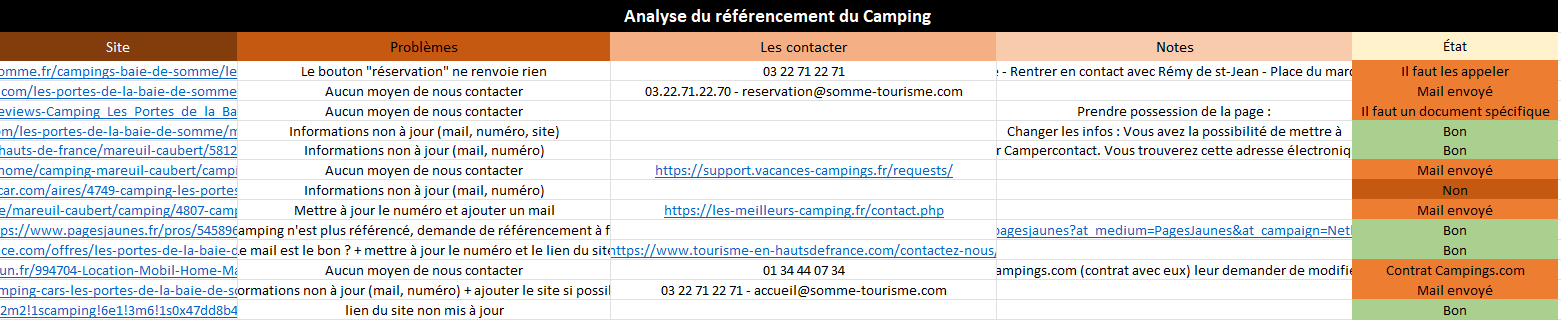 Analyse du référencement du Camping
Site Problèmes Les contacter Notes État
omme.fr/campings-baie-de-somme/le Le bouton "réservation" ne renvoie rien 03 22 71 22 71 - Rentrer en contact avec Rémy de st-Jean - Place du marc Il faut les appeler
.com/les-portes-de-la-baie-de-somme Aucun moyen de nous contacter 03.22.71.22.70 - reservation@somme-tourisme.com Mail envoyé
eviews-Camping_Les_Portes_de_la_Ba Aucun moyen de nous contacter Prendre possession de la page : Il faut un document spécifique
om/les-portes-de-la-baie-de-somme/m Informations non à jour (mail, numéro, site) Changer les infos : Vous avez la possibilité de mettre à Bon
hauts-de-france/mareuil-caubert/5812 Informations non à jour (mail, numéro) r Campercontact. Vous trouverez cette adresse électroniq Bon
home/camping-mareuil-caubert/campi Aucun moyen de nous contacter https://support.vacances-campings.fr/requests/ Mail envoyé
car.com/aires/4749-camping-les-portes Informations non à jour (mail, numéro) Non
e/mareuil-caubert/camping/4807-camp Mettre à jour le numéro et ajouter un mail https://les-meilleurs-camping.fr/contact.php Mail envoyé
ps://www.pagesjaunes.fr/pros/545896 amping n'est plus référencé, demande de référencement à f pagesjaunes?at_medium=PagesJaunes&at_campaign=Netl Bon
ce.com/offres/les-portes-de-la-baie-d e mail est le bon ? + mettre à jour le numéro et le lien du site https://www.tourisme-en-hautsdefrance.com/contactez-nous/ Bon
un.fr/994704-Location-Mobil-Home-Ma Aucun moyen de nous contacter 01 34 44 07 34 ampings.com (contrat avec eux) leur demander de modifie Contrat Campings.com
mping-cars-les-portes-de-la-baie-de-s ormations non à jour (mail, numéro) + ajouter le site si possil 03 22 71 22 71 - accueil@somme-tourisme.com Mail envoyé
2m2!1scamping!6e1!3m6!1s0x47dd8b4 lien du site non mis à jour Bon